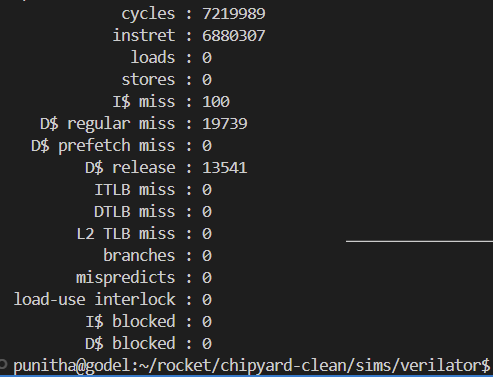 cycles : 7219989
instret : 6880307
loads : 0
stores : 0
I$ miss : 100
D$ regular miss : 19739
D$ prefetch miss : 0
D$ release : 13541
ITLB miss : 0
DTLB miss : 0
L2 TLB miss : 0
branches : 0
mispredicts : 0
load-use interlock : 0
I$ blocked : 0
D$ blocked : 0
punitha@godel:~/rocket/chipyard-clean/sims/verilator$